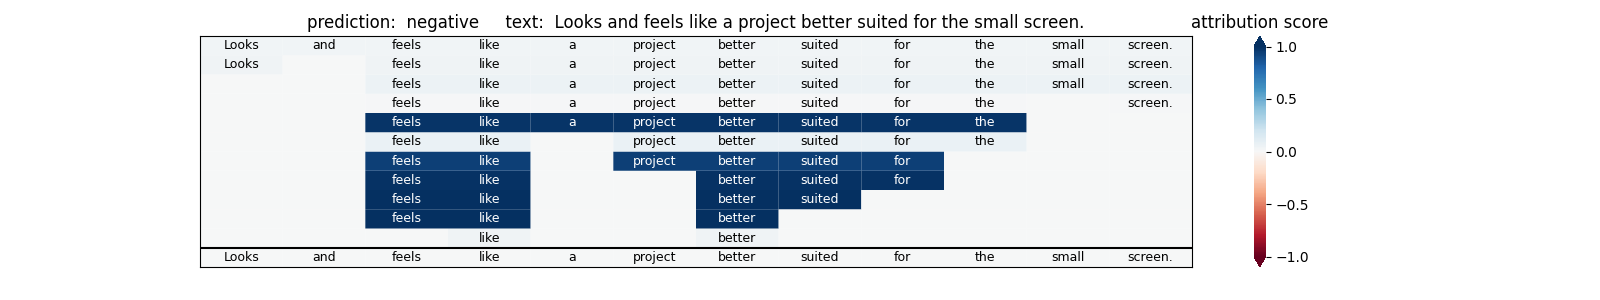 prediction:  negative     text:  Looks and feels like a project better suited for the small screen.     attribution score
Looks and feels like a project better suited for the small screen.
Looks feels like a project better suited for the small screen.
feels like a project better suited for the small screen.
feels like a project better suited for the screen.
feels like a project better suited for the
feels like project better suited for the
feels like project better suited for
feels like better suited for
feels like better suited
feels like better
like better
Looks and feels like a project better suited for the small screen.
1.0
0.5
0.0
−0.5
−1.0